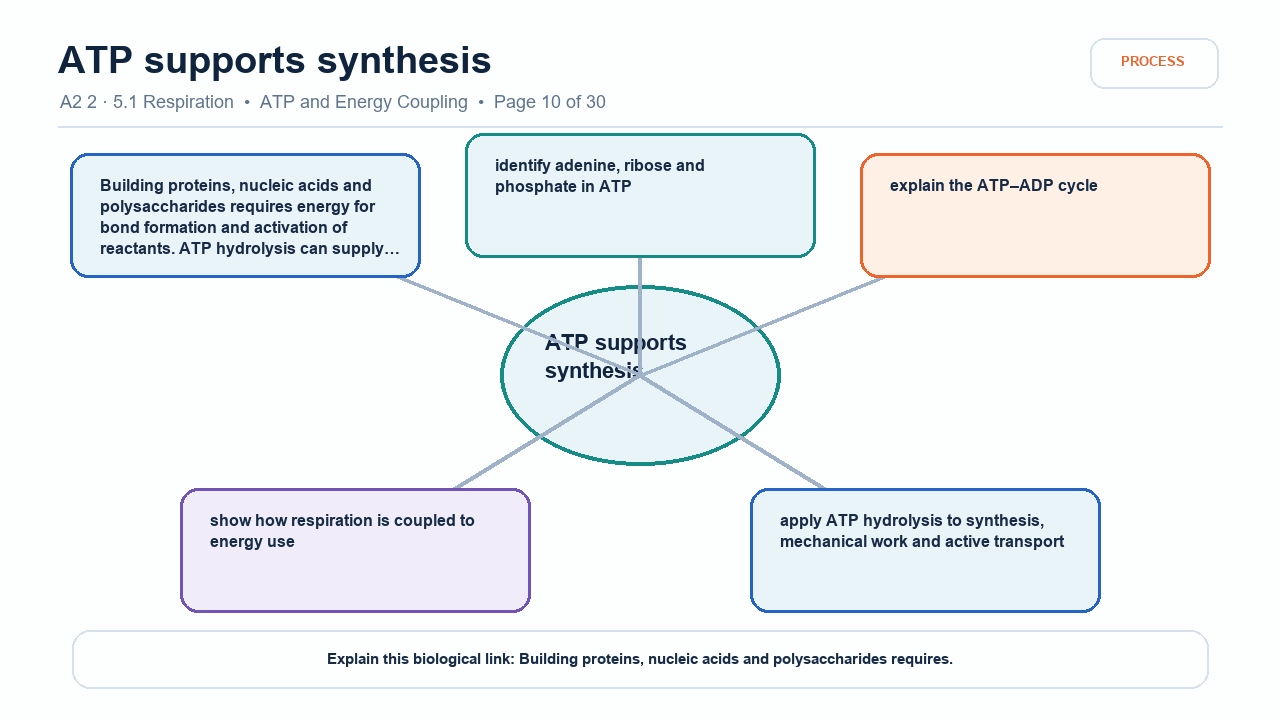 ATP supports synthesis
PROCESS
A2 2 · 5.1 Respiration • ATP and Energy Coupling • Page 10 of 30
Building proteins, nucleic acids and
polysaccharides requires energy for
bond formation and activation of
reactants. ATP hydrolysis can supply…
identify adenine, ribose and
phosphate in ATP
explain the ATP–ADP cycle
ATP supports
synthesis
show how respiration is coupled to
energy use
apply ATP hydrolysis to synthesis,
mechanical work and active transport
Explain this biological link: Building proteins, nucleic acids and polysaccharides requires.